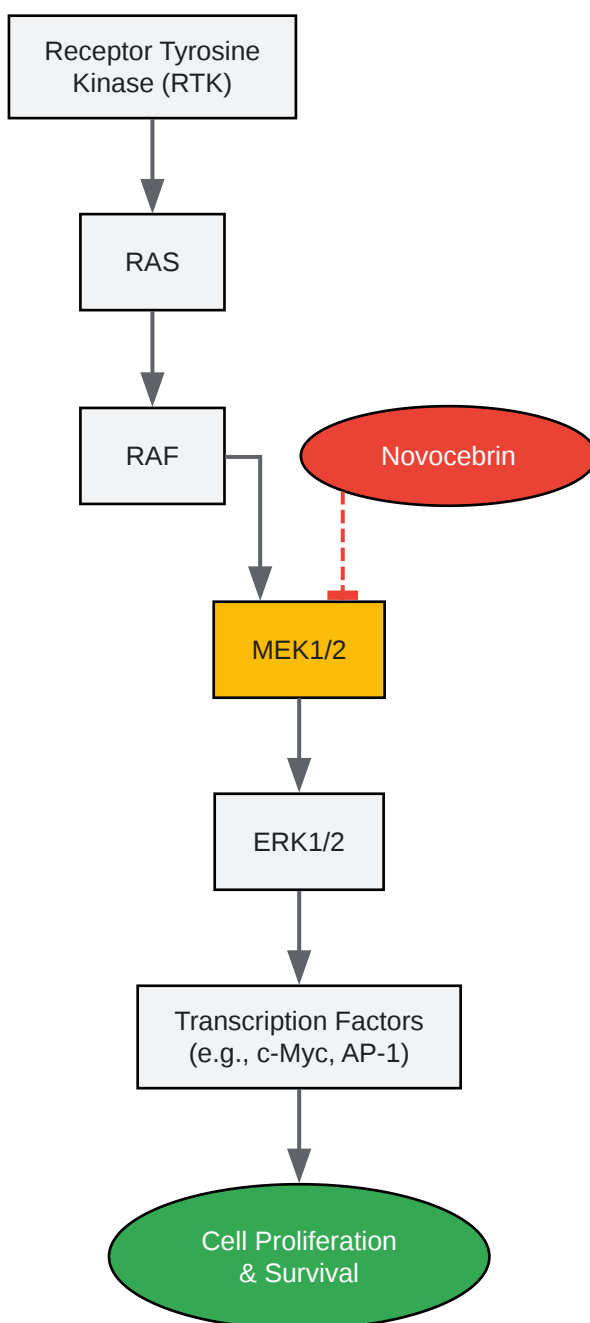 Receptor Tyrosine
Kinase (RTK)
RAS
RAF
Novocebrin
MEK1/2
ERK1/2
Transcription Factors
(e.g., c-Myc, AP-1)
Cell Proliferation
& Survival